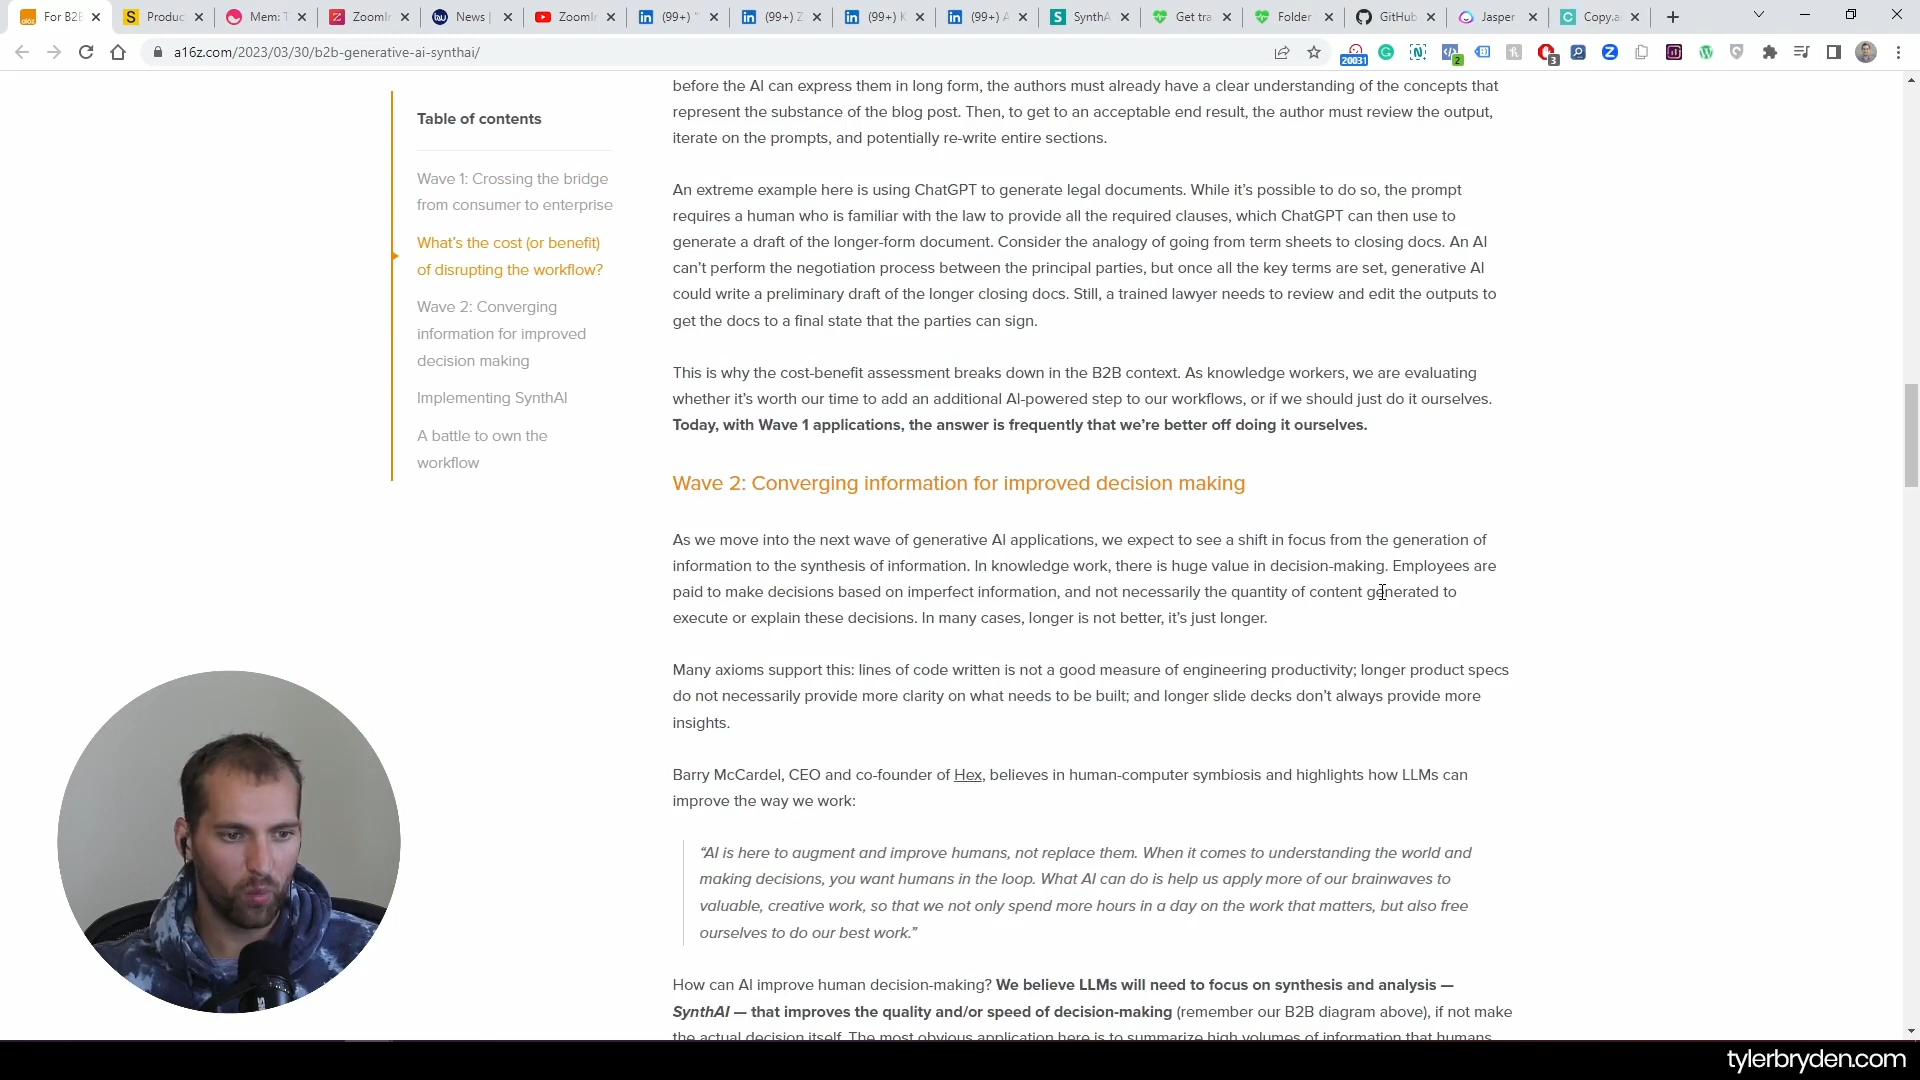 For B2B
Produc
Mem: T
ZoomIn
News |
ZoomIn
(99+) "
(99+) Z
(99+) K
(99+) A
SynthA
Get tra
Folder
GitHub
Jasper
Copy.a
a16z.com/2023/03/30/b2b-generative-ai-synthai/
20031
2
3
Table of contents
Wave 1: Crossing the bridge
from consumer to enterprise
What's the cost (or benefit)
of disrupting the workflow?
Wave 2: Converging
information for improved
decision making
Implementing SynthAI
A battle to own the
workflow
before the AI can express them in long form, the authors must already have a clear understanding of the concepts that
represent the substance of the blog post. Then, to get to an acceptable end result, the author must review the output,
iterate on the prompts, and potentially re-write entire sections.
An extreme example here is using ChatGPT to generate legal documents. While it's possible to do so, the prompt
requires a human who is familiar with the law to provide all the required clauses, which ChatGPT can then use to
generate a draft of the longer-form document. Consider the analogy of going from term sheets to closing docs. An AI
can't perform the negotiation process between the principal parties, but once all the key terms are set, generative AI
could write a preliminary draft of the longer closing docs. Still, a trained lawyer needs to review and edit the outputs to
get the docs to a final state that the parties can sign.
This is why the cost-benefit assessment breaks down in the B2B context. As knowledge workers, we are evaluating
whether it's worth our time to add an additional AI-powered step to our workflows, or if we should just do it ourselves.
Today, with Wave 1 applications, the answer is frequently that we're better off doing it ourselves.
Wave 2: Converging information for improved decision making
As we move into the next wave of generative AI applications, we expect to see a shift in focus from the generation of
information to the synthesis of information. In knowledge work, there is huge value in decision-making. Employees are
paid to make decisions based on imperfect information, and not necessarily the quantity of content generated to
execute or explain these decisions. In many cases, longer is not better, it's just longer.
Many axioms support this: lines of code written is not a good measure of engineering productivity; longer product specs
do not necessarily provide more clarity on what needs to be built; and longer slide decks don't always provide more
insights.
Barry McCardel, CEO and co-founder of Hex, believes in human-computer symbiosis and highlights how LLMs can
improve the way we work:
“AI is here to augment and improve humans, not replace them. When it comes to understanding the world and
making decisions, you want humans in the loop. What AI can do is help us apply more of our brainwaves to
valuable, creative work, so that we not only spend more hours in a day on the work that matters, but also free
ourselves to do our best work.”
How can AI improve human decision-making? We believe LLMs will need to focus on synthesis and analysis —
SynthAI — that improves the quality and/or speed of decision-making (remember our B2B diagram above), if not make
the actual decision itself. The most obvious application here is to summarize high volumes of information that humans
tylerbryden.com